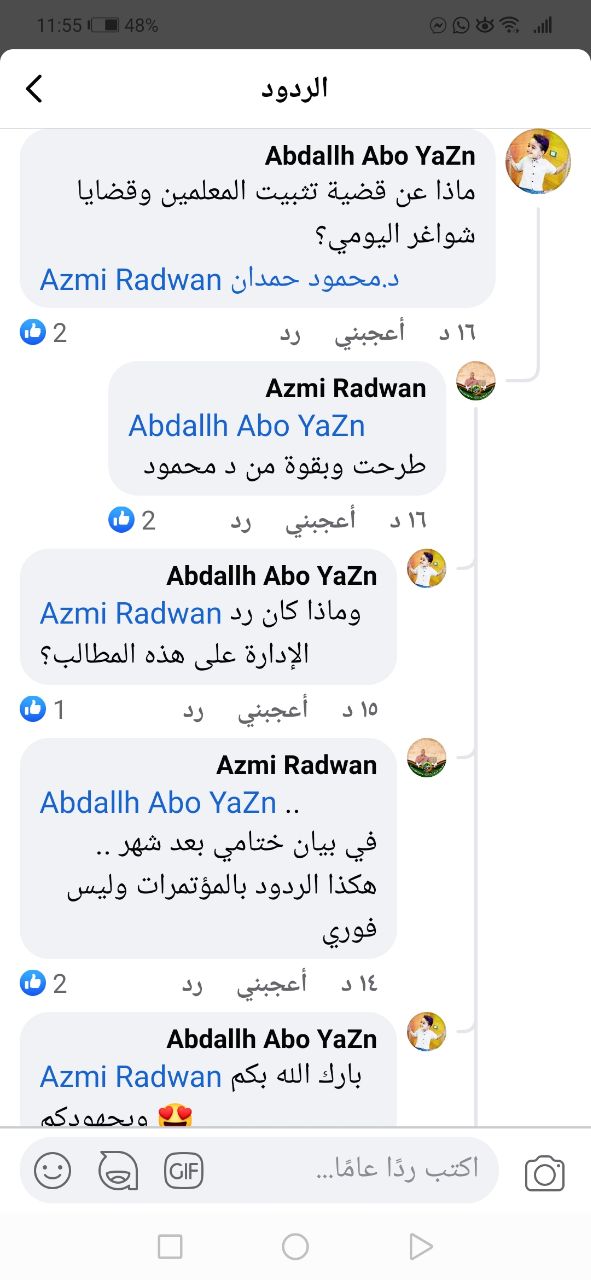 11:55 48%
الردود
Abdallh Abo YaZn
ماذا عن قضية تثبيت المعلمين وقضايا
شواغر اليومي؟
د.محمود حمدان Azmi Radwan
١٦ د أعجبني رد 2
Azmi Radwan
Abdallh Abo YaZn
طرحت وبقوة من د محمود
١٦ د أعجبني رد 2
Abdallh Abo YaZn
Azmi Radwan وماذا كان رد
الإدارة على هذه المطالب؟
١٥ د أعجبني رد 1
Azmi Radwan
Abdallh Abo YaZn ..
في بيان ختامي بعد شهر ..
هكذا الردود بالمؤتمرات وليس
فوري
١٤ د أعجبني رد 2
Abdallh Abo YaZn
Azmi Radwan بارك الله بكم
وبجهودكم 😍
اكتب ردًا عامًا...
GIF